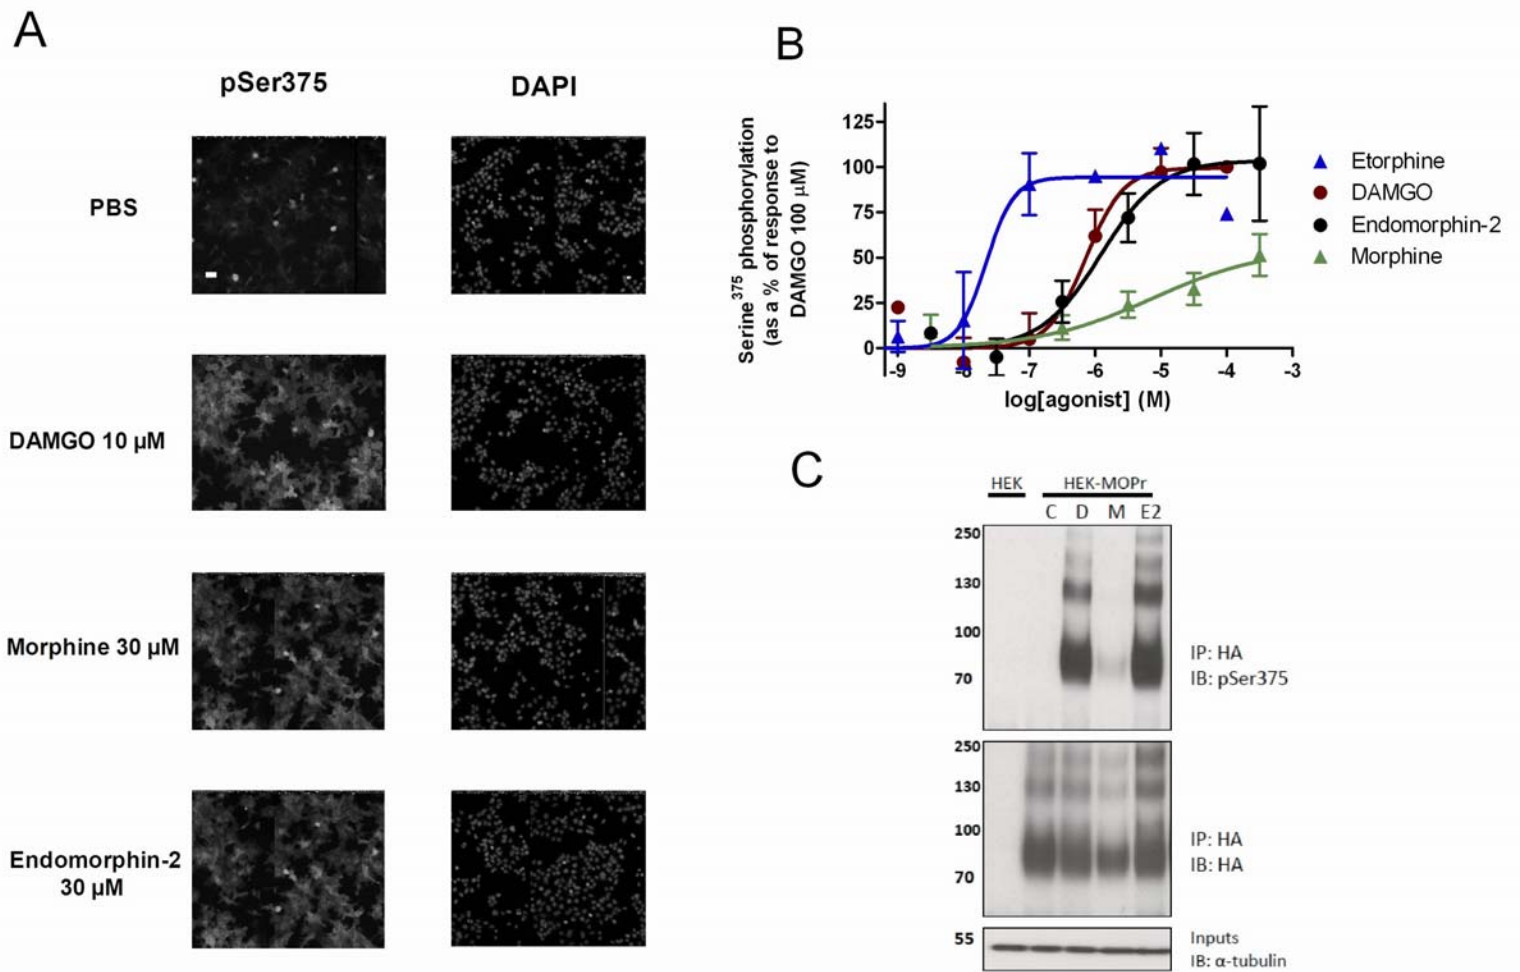 A
pSer375
DAPI
PBS
DAMGO 10 µM
Morphine 30 µM
Endomorphin-2
30 µM
B
Serine375 phosphorylation
(as a % of response to
DAMGO 100 µM)
125
100
75
50
25
0
-9
-8
-7
-6
-5
-4
-3
log[agonist] (M)
Etorphine
DAMGO
Endomorphin-2
Morphine
C
HEK
HEK-MOPr
C D M E2
250
130
100
70
IP: HA
IB: pSer375
250
130
100
70
IP: HA
IB: HA
55
Inputs
IB: α-tubulin